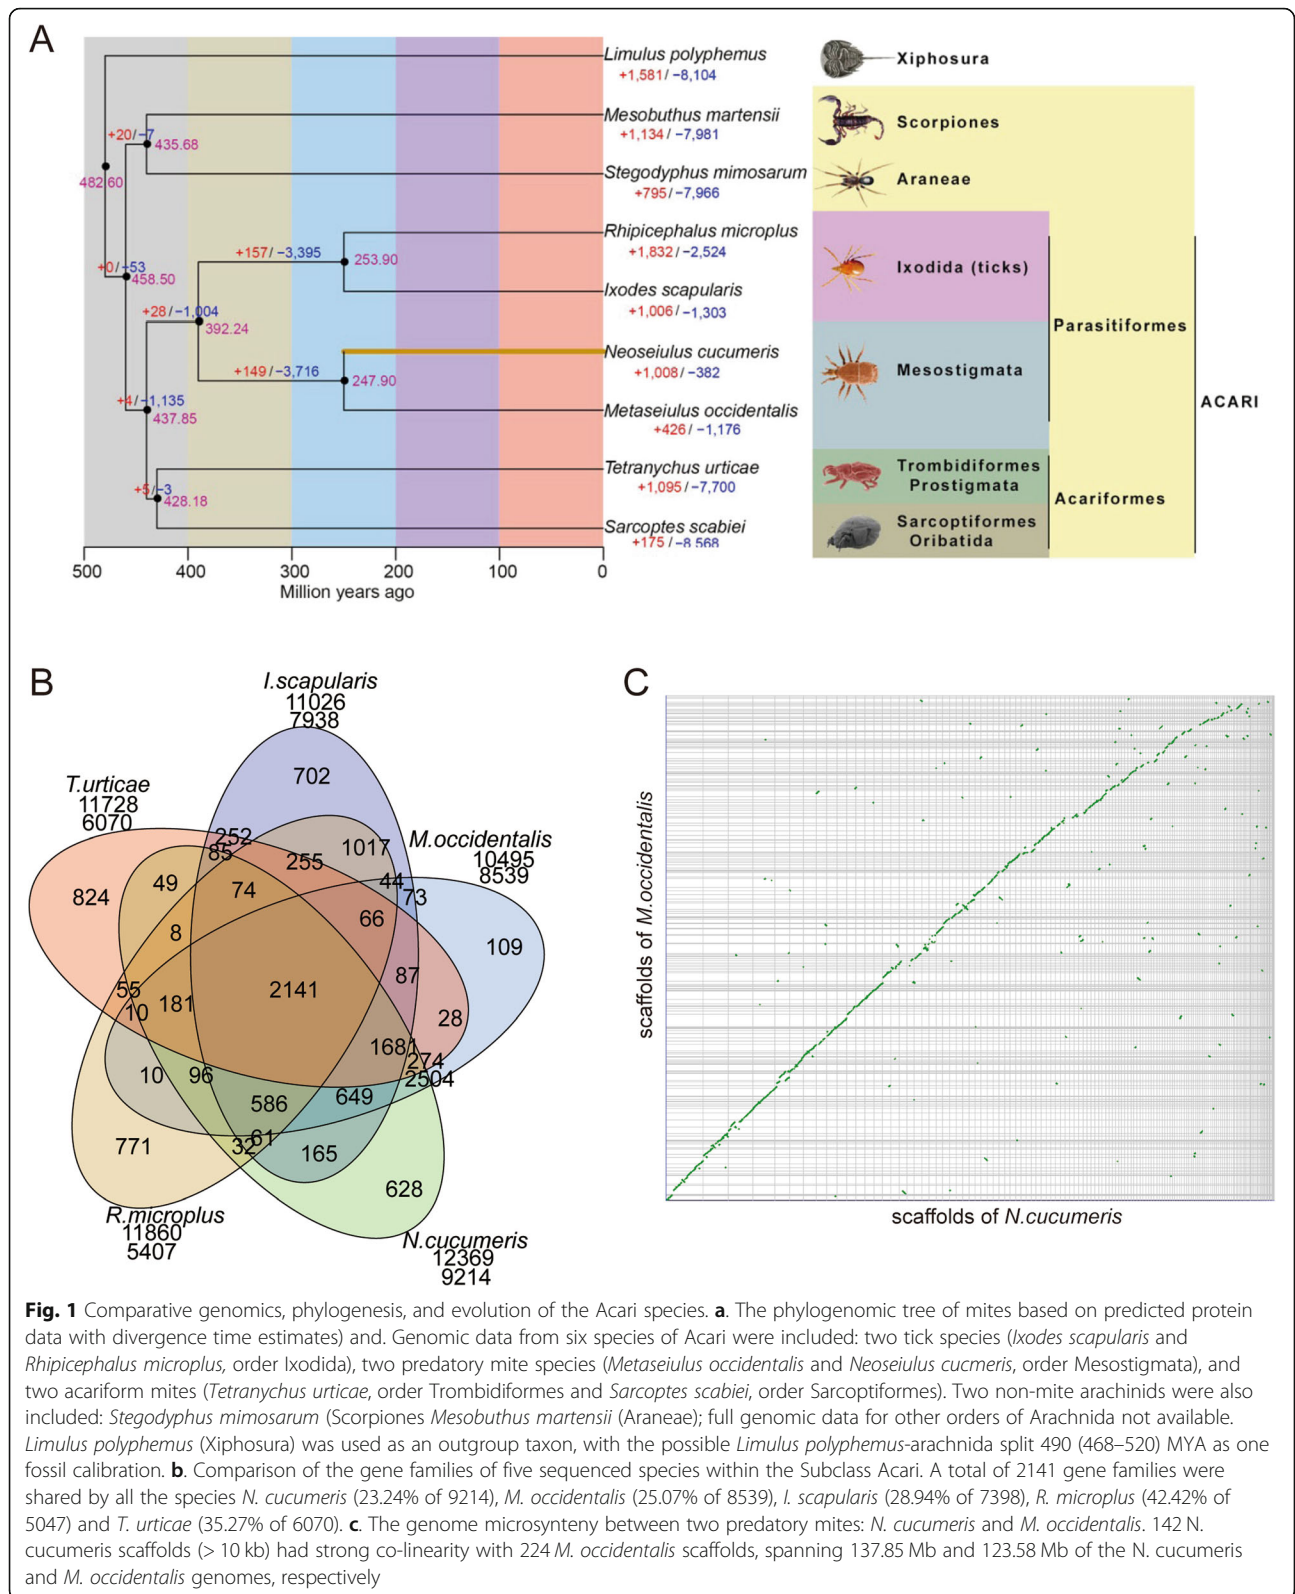 A
Limulus polyphemus
+1,581/ −8,104
Xiphosura
Mesobuthus martensii
+1,134/ −7,981
Scorpiones
+20/−7
435.68
482.60
Stegodyphus mimosarum
+795/ −7,966
Araneae
Rhipicephalus microplus
+1,832/ −2,524
+157/ −3,395
253.90
+0/−53
458.50
Ixodida (ticks)
Ixodes scapularis
+1,006/ −1,303
+28/−1,004
392.24
Parasitiformes
Neoseiulus cucumeris
+1,008/ −382
+149/ −3,716
247.90
Mesostigmata
+4/−1,135
437.85
Metaseiulus occidentalis
+426/ −1,176
ACARI
Tetranychus urticae
+1,095/ −7,700
Trombidiformes
Prostigmata
+5/−3
428.18
Acariformes
Sarcoptes scabiei
+175/ −8,568
Sarcoptiformes
Oribatida
500 400 300 200 100 0
Million years ago
B
I.scapularis
11026
7938
702
T.urticae
11728
6070
M.occidentalis
10495
8539
252
85
255
1017
44
73
824
49
74
66
109
8
87
55
10
181
2141
28
1681
274
2504
10
96
586
649
32
61
165
771
628
R.microplus
11860
5407
N.cucumeris
12369
9214
C
scaffolds of M.occidentalis
scaffolds of N.cucumeris
Fig. 1 Comparative genomics, phylogenesis, and evolution of the Acari species. a. The phylogenomic tree of mites based on predicted protein
data with divergence time estimates) and. Genomic data from six species of Acari were included: two tick species (Ixodes scapularis and
Rhipicephalus microplus, order Ixodida), two predatory mite species (Metaseiulus occidentalis and Neoseiulus cucmeris, order Mesostigmata), and
two acariform mites (Tetranychus urticae, order Trombidiformes and Sarcoptes scabiei, order Sarcoptiformes). Two non-mite arachinids were also
included: Stegodyphus mimosarum (Scorpiones Mesobuthus martensii (Araneae); full genomic data for other orders of Arachnida not available.
Limulus polyphemus (Xiphosura) was used as an outgroup taxon, with the possible Limulus polyphemus-arachnida split 490 (468–520) MYA as one
fossil calibration. b. Comparison of the gene families of five sequenced species within the Subclass Acari. A total of 2141 gene families were
shared by all the species N. cucumeris (23.24% of 9214), M. occidentalis (25.07% of 8539), I. scapularis (28.94% of 7398), R. microplus (42.42% of
5047) and T. urticae (35.27% of 6070). c. The genome microsynteny between two predatory mites: N. cucumeris and M. occidentalis. 142 N.
cucumeris scaffolds (> 10 kb) had strong co-linearity with 224 M. occidentalis scaffolds, spanning 137.85 Mb and 123.58 Mb of the N. cucumeris
and M. occidentalis genomes, respectively